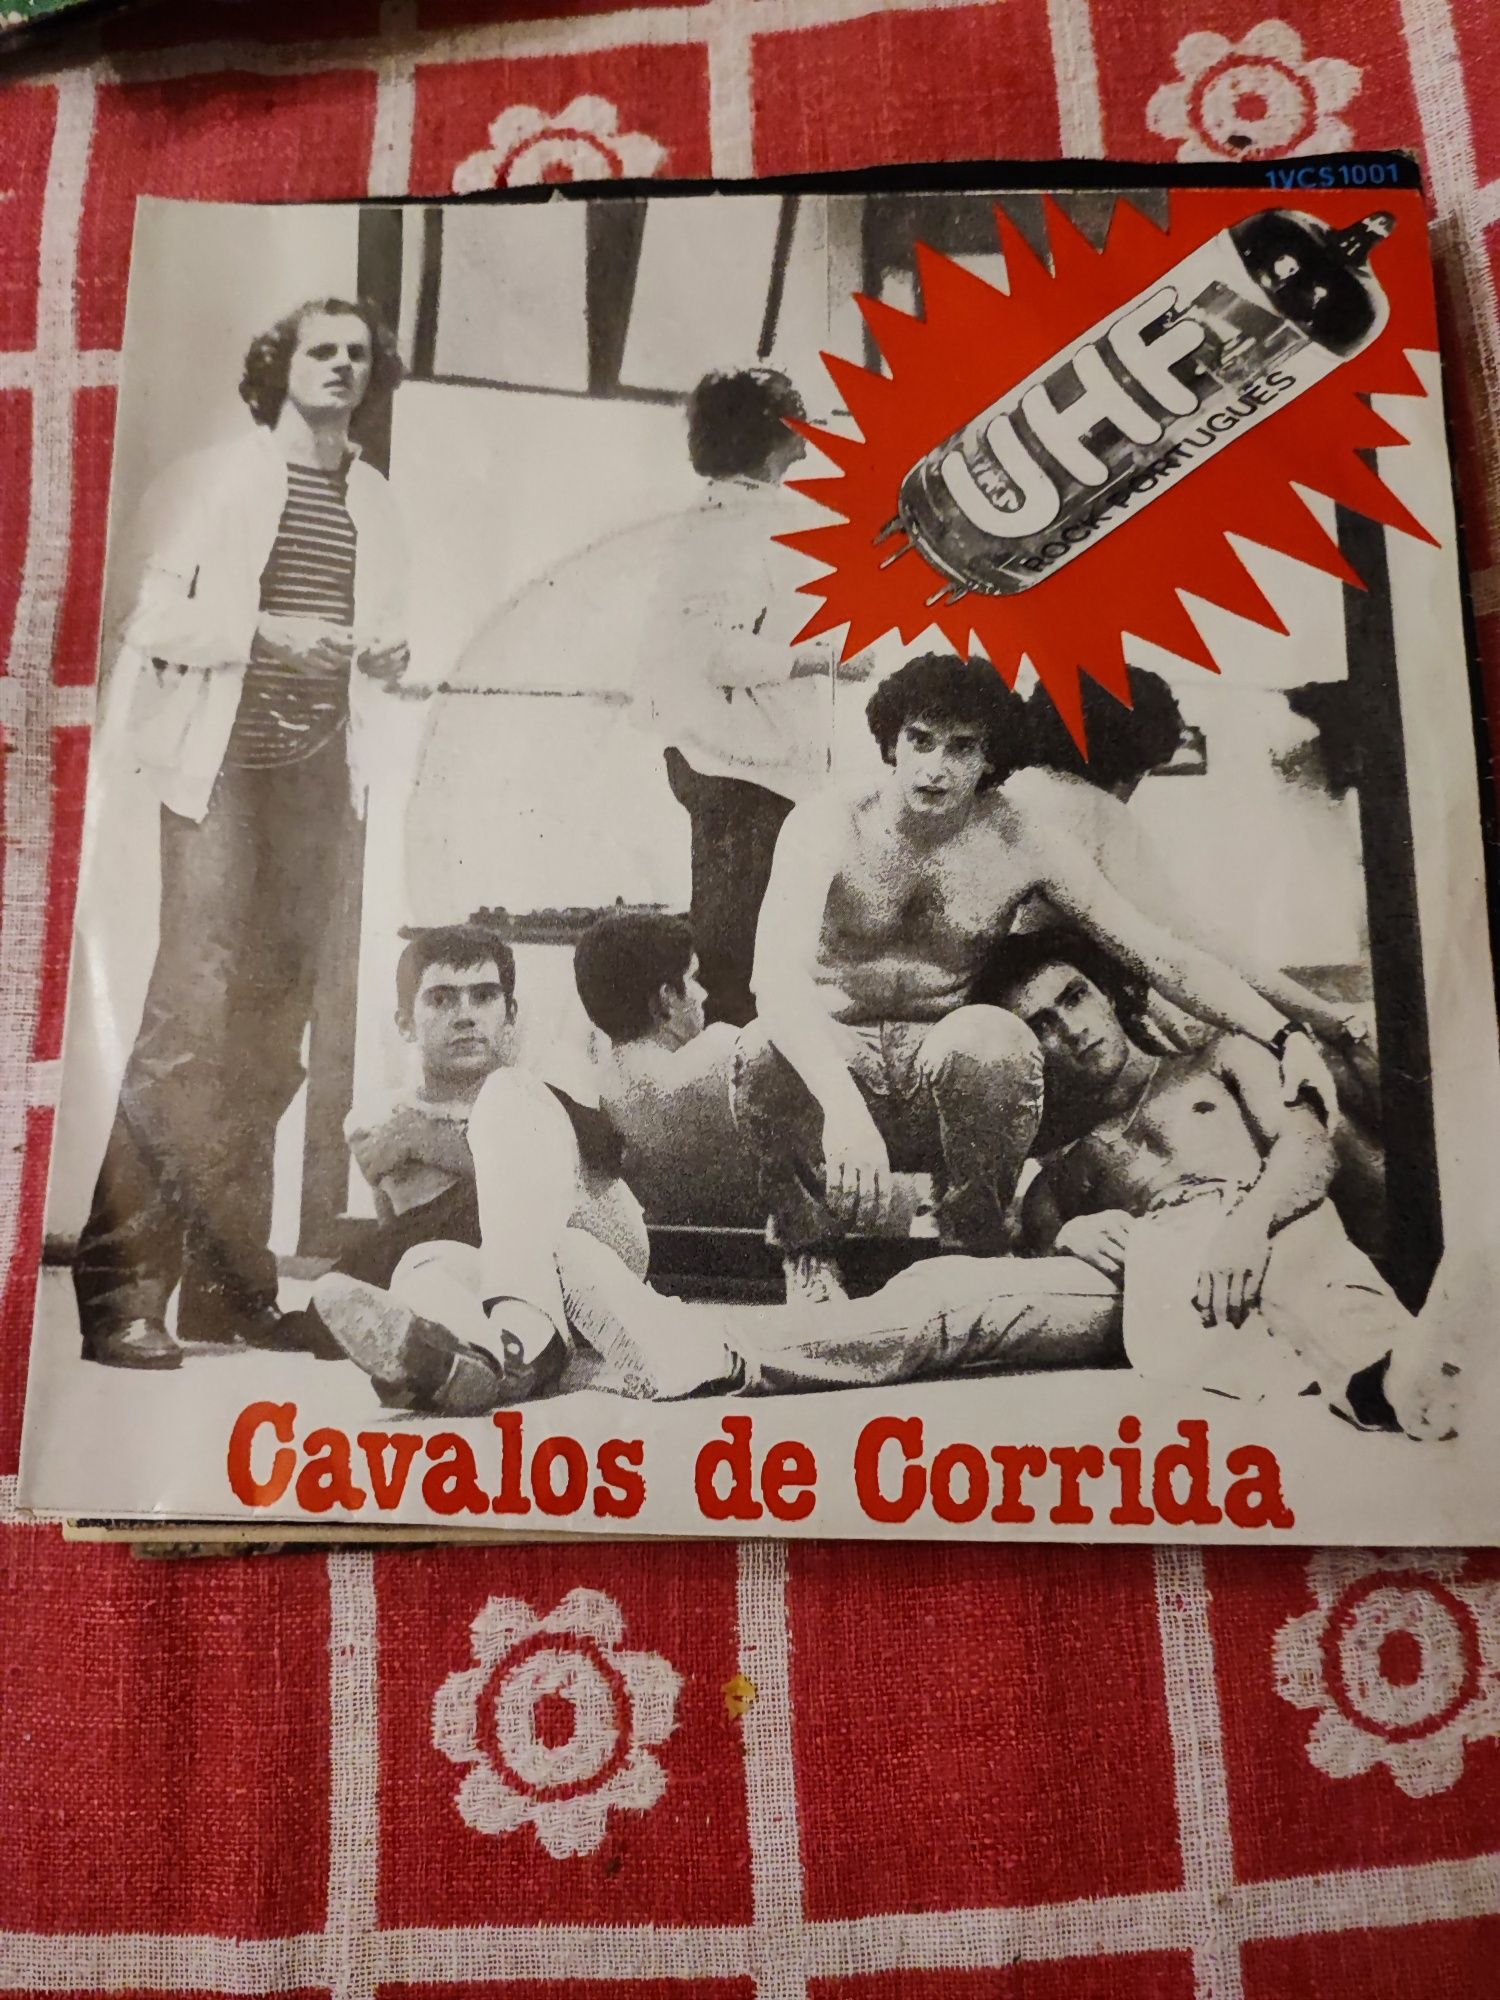 1VCS1001
UHF
ROCK PORTUGUÊS
Cavalos de Corrida